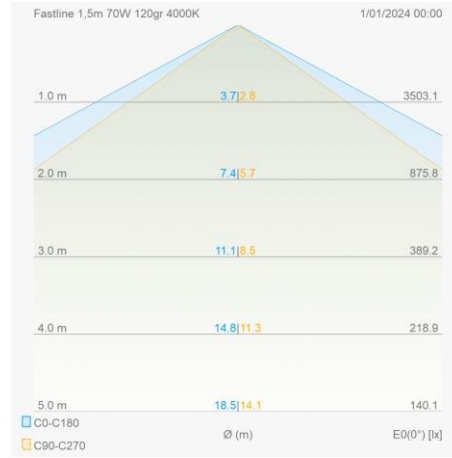 Fastline 1,5m 70W 120gr 4000K 1/01/2024 00:00
1.0 m 3.7|2.8 3503.1
2.0 m 7.4|5.7 875.8
3.0 m 11.1|8.5 389.2
4.0 m 14.8|11.3 218.9
5.0 m 18.5|14.1 140.1
C0-C180
Ø (m) E0(0°) [lx]
C90-C270